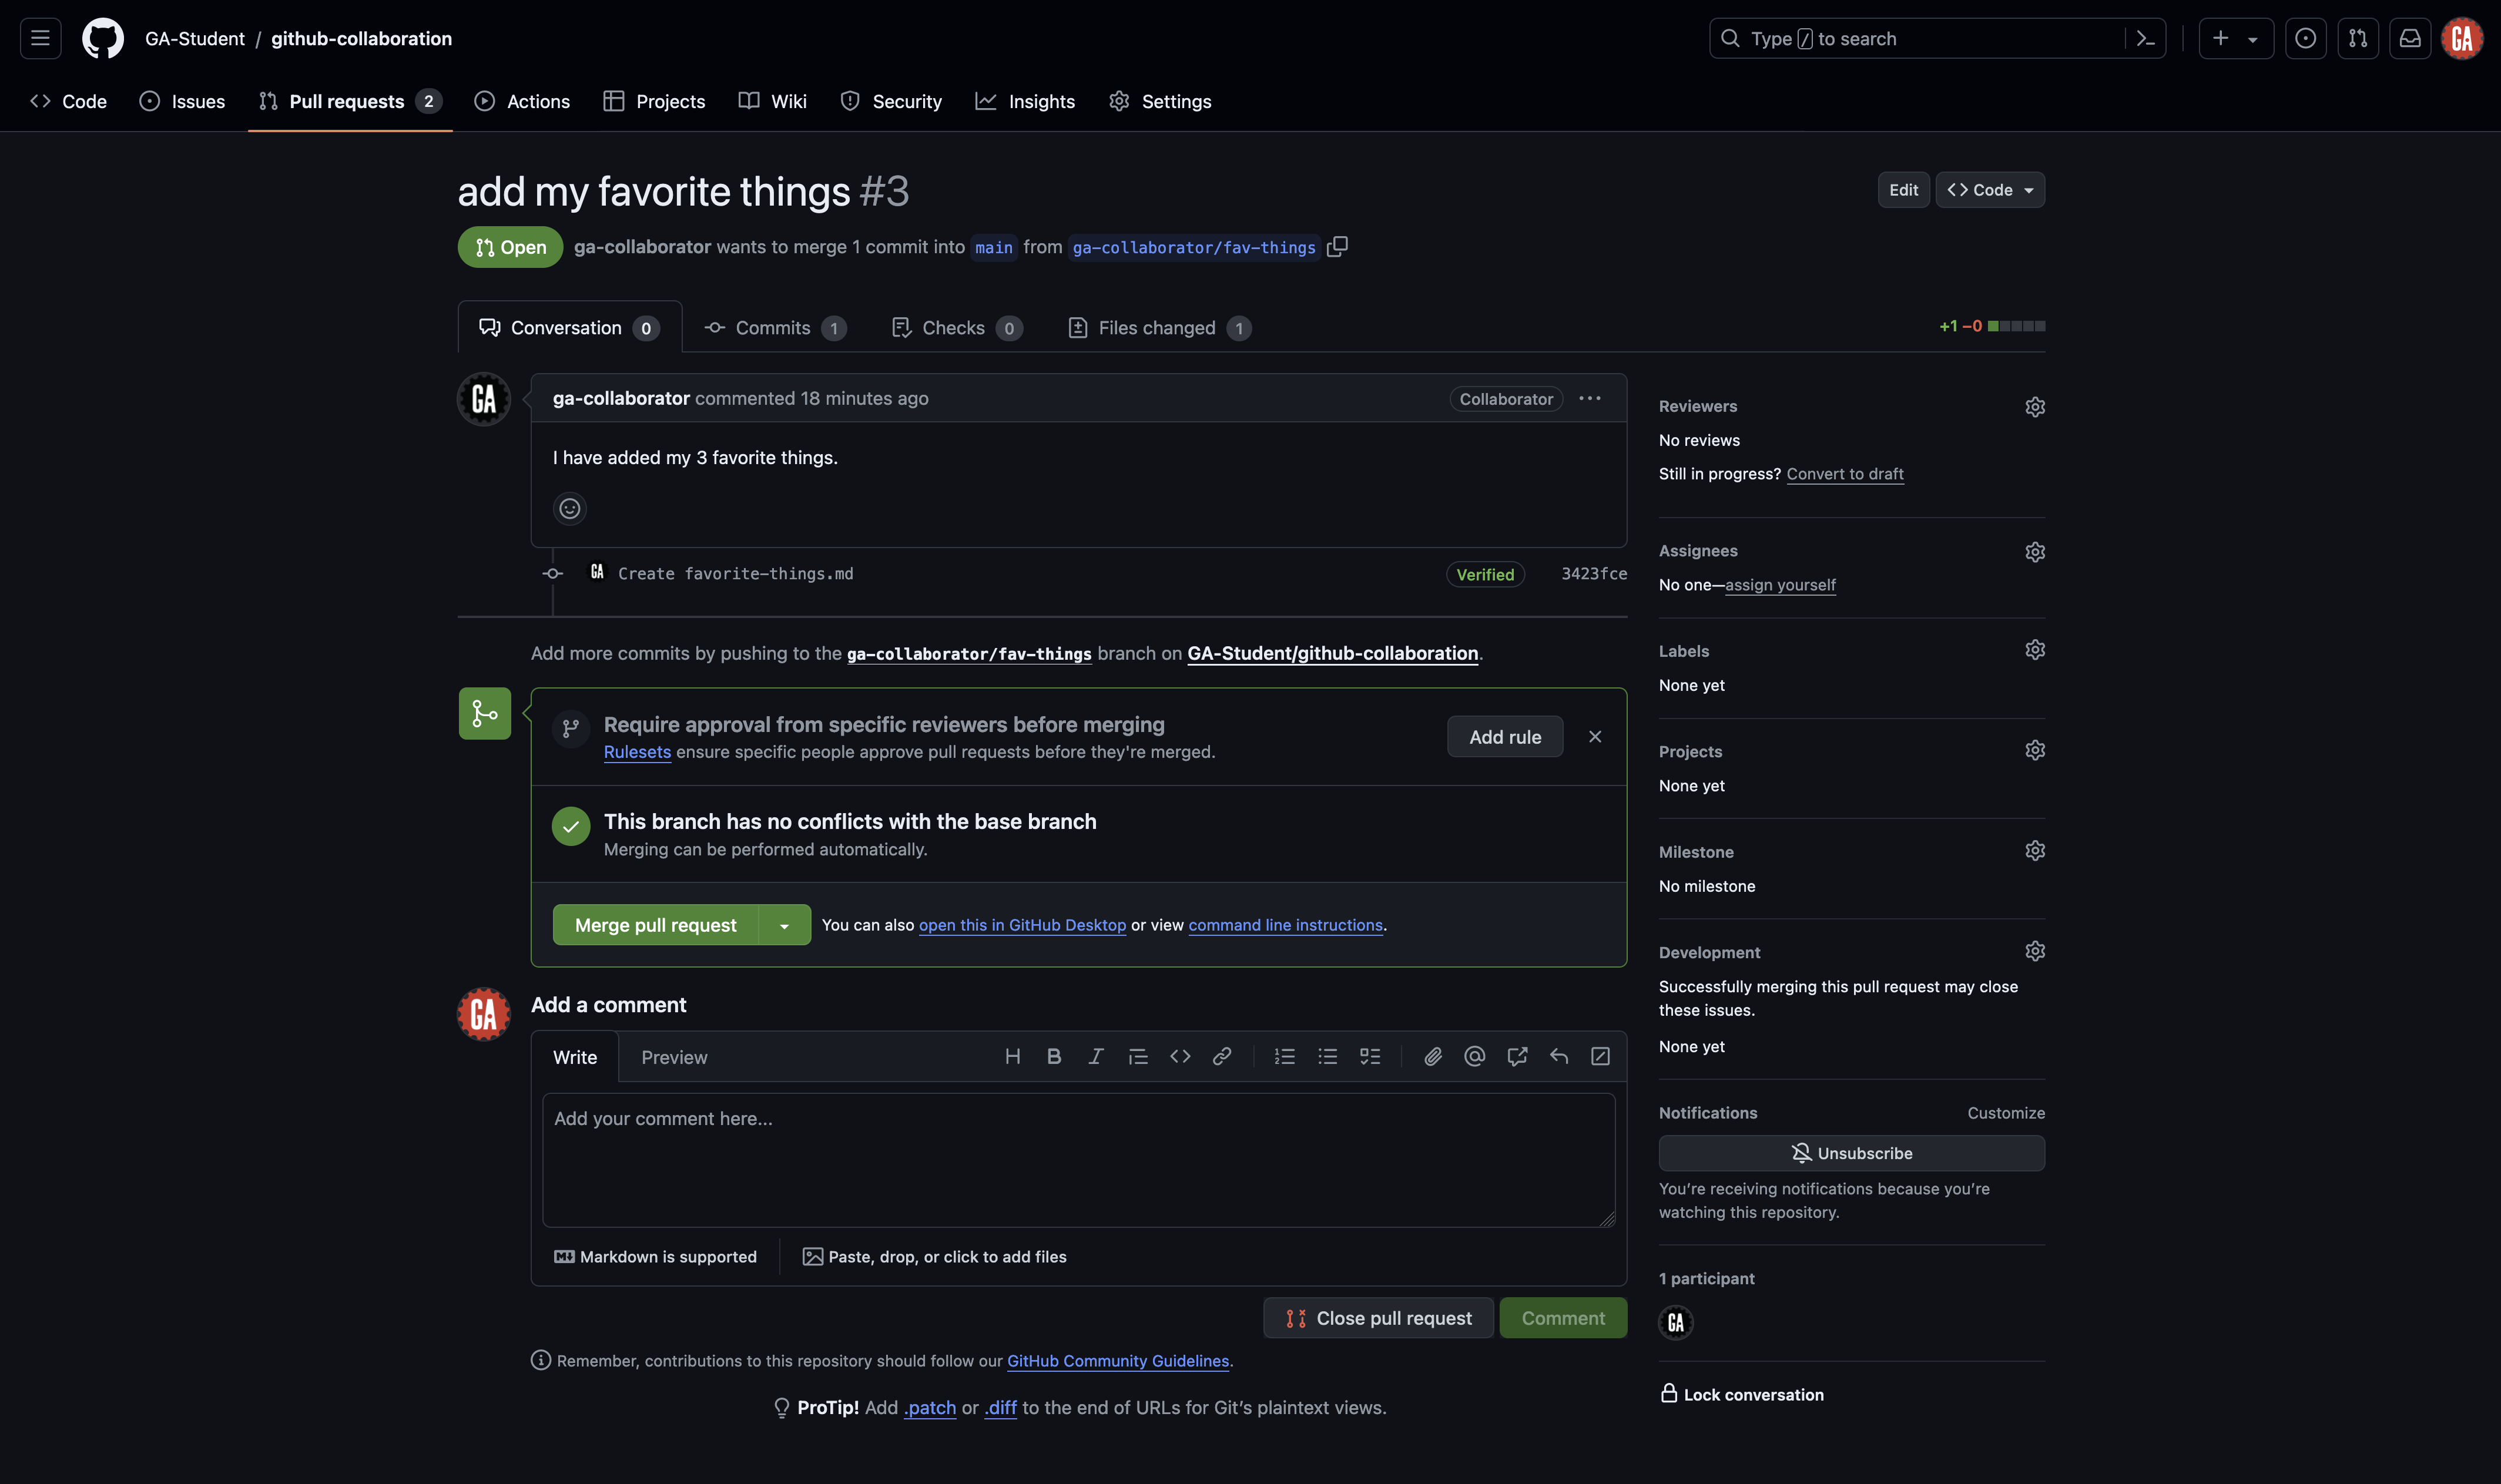 GA-Student / github-collaboration
Type / to search
GA
Code
Issues
Pull requests 2
Actions
Projects
Wiki
Security
Insights
Settings
add my favorite things #3
Edit
Code
Open
ga-collaborator wants to merge 1 commit into main from ga-collaborator/fav-things
Conversation 0
Commits 1
Checks 0
Files changed 1
+1 −0
GA
ga-collaborator commented 18 minutes ago
Collaborator
I have added my 3 favorite things.
GA
Create favorite-things.md
Verified
3423fce
Add more commits by pushing to the ga-collaborator/fav-things branch on GA-Student/github-collaboration.
Require approval from specific reviewers before merging
Rulesets ensure specific people approve pull requests before they're merged.
Add rule
This branch has no conflicts with the base branch
Merging can be performed automatically.
Merge pull request
You can also open this in GitHub Desktop or view command line instructions.
GA
Add a comment
Write
Preview
Add your comment here...
Markdown is supported
Paste, drop, or click to add files
Close pull request
Comment
Remember, contributions to this repository should follow our GitHub Community Guidelines.
ProTip! Add .patch or .diff to the end of URLs for Git’s plaintext views.
Reviewers
No reviews
Still in progress? Convert to draft
Assignees
No one—assign yourself
Labels
None yet
Projects
None yet
Milestone
No milestone
Development
Successfully merging this pull request may close
these issues.
None yet
Notifications
Customize
Unsubscribe
You’re receiving notifications because you’re
watching this repository.
1 participant
GA
Lock conversation